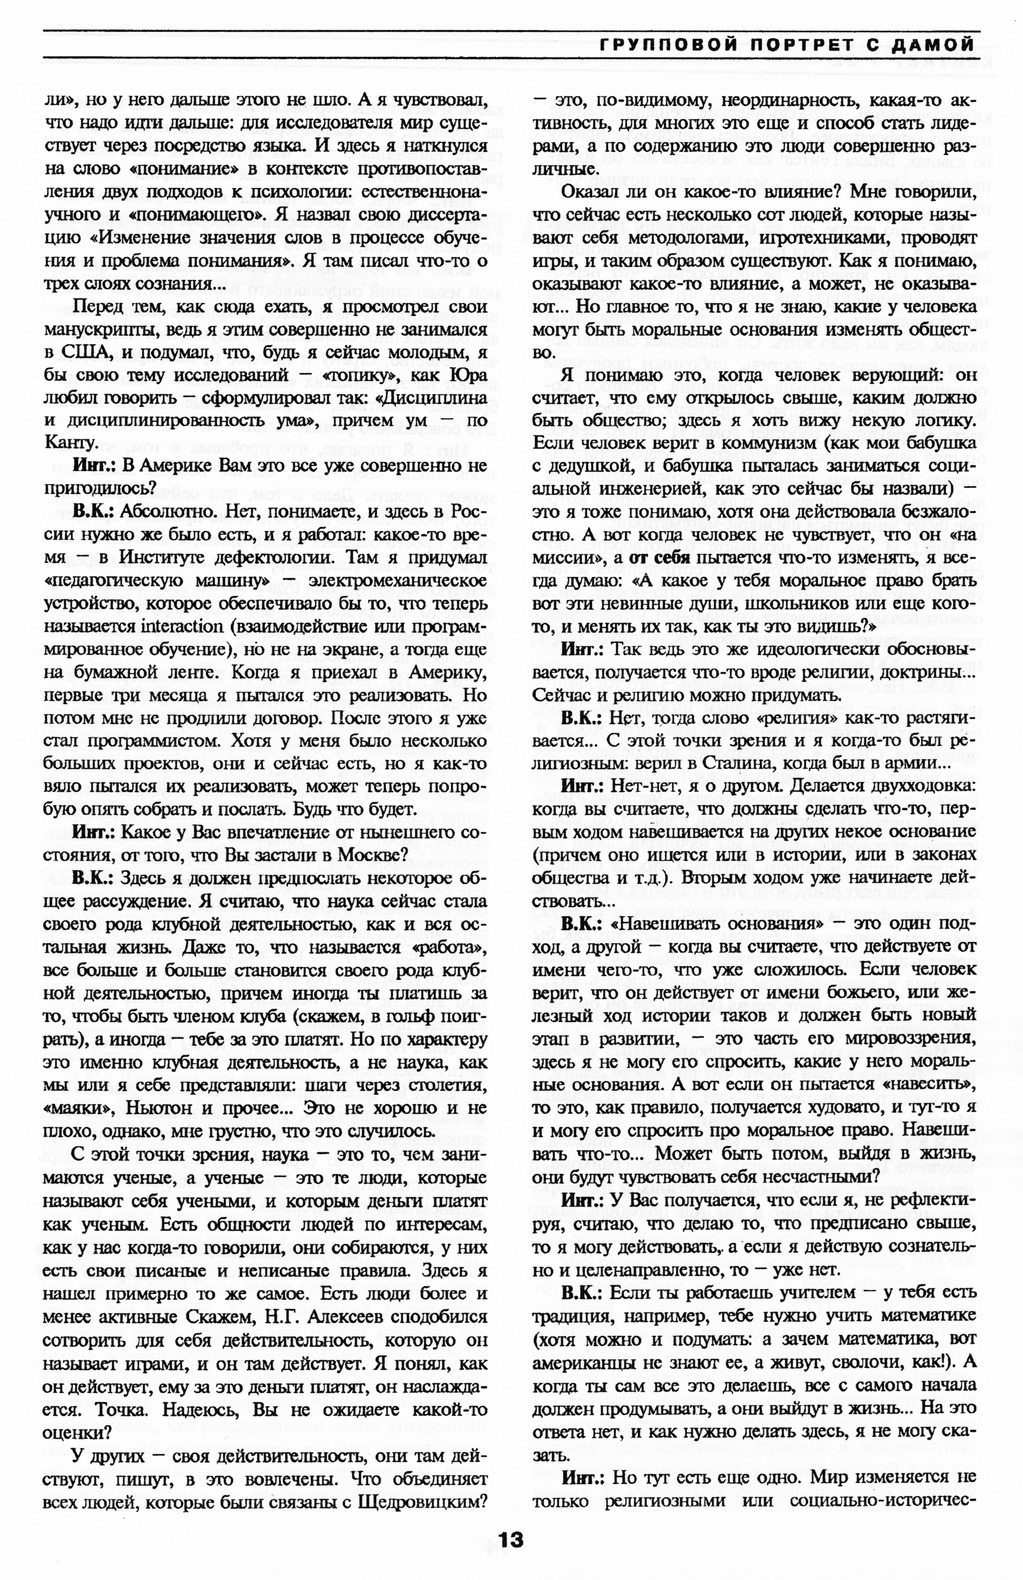 ГРУППОВОЙ ПОРТРЕТ С ДАМОЙ
ли», но у него дальше этого не шло. А я чувствовал,
что надо идти дальше: для исследователя мир суще-
ствует через посредство языка. И здесь я наткнулся
на слово «понимание» в контексте противопостав-
ления двух подходов к психологии: естественнона-
учного и «понимающего». Я назвал свою диссерта-
цию «Изменение значения слов в процессе обуче-
ния и проблема понимания». Я там писал что-то о
трех слоях сознания...
Перед тем, как сюда ехать, я просмотрел свои
манускрипты, ведь я этим совершенно не занимался
в США, и подумал, что, будь я сейчас молодым, я
бы свою тему исследований — «топику», как Юра
любил говорить — сформулировал так: «Дисциплина
и дисциплинированность ума», причем ум — по
Канту.
Инт.: В Америке Вам это все уже совершенно не
пригодилось?
В.К.: Абсолютно. Нет, понимаете, и здесь в Рос-
сии нужно же было есть, и я работал: какое-то вре-
мя — в Институте дефектологии. Там я придумал
«педагогическую машину» — электромеханическое
устройство, которое обеспечивало бы то, что теперь
называется interaction (взаимодействие или програм-
мированное обучение), но не на экране, а тогда еще
на бумажной ленте. Когда я приехал в Америку,
первые три месяца я пытался это реализовать. Но
потом мне не продлили договор. После этого я уже
стал программистом. Хотя у меня было несколько
больших проектов, они и сейчас есть, но я как-то
вяло пытался их реализовать, может теперь попро-
бую опять собрать и послать. Будь что будет.
Инт.: Какое у Вас впечатление от нынешнего со-
стояния, от того, что Вы застали в Москве?
В.К.: Здесь я должен предпослать некоторое об-
щее рассуждение. Я считаю, что наука сейчас стала
своего рода клубной деятельностью, как и вся ос-
тальная жизнь. Даже то, что называется «работа»,
все больше и больше становится своего рода клуб-
ной деятельностью, причем иногда ты платишь за
то, чтобы быть членом клуба (скажем, в гольф поиг-
рать), а иногда — тебе за это платят. Но по характеру
это именно клубная деятельность, а не наука, как
мы или я себе представляли: шаги через столетия,
«маяки», Ньютон и прочее... Это не хорошо и не
плохо, однако, мне грустно, что это случилось.
С этой точки зрения, наука — это то, чем зани-
маются ученые, а ученые — это те люди, которые
называют себя учеными, и которым деньги платят
как ученым. Есть общности людей по интересам,
как у нас когда-то говорили, они собираются, у них
есть свои писаные и неписаные правила. Здесь я
нашел примерно то же самое. Есть люди более и
менее активные Скажем, Н.Г. Алексеев сподобился
сотворить для себя действительность, которую он
называет играми, и он там действует. Я понял, как
он действует, ему за это деньги платят, он наслажда-
ется. Точка. Надеюсь, Вы не ожидаете какой-то
оценки?
У других — своя действительность, они там дей-
ствуют, пишут, в это вовлечены. Что объединяет
всех людей, которые были связаны с Щедровицким?
— это, по-видимому, неординарность, какая-то ак-
тивность, для многих это еще и способ стать лиде-
рами, а по содержанию это люди совершенно раз-
личные.
Оказал ли он какое-то влияние? Мне говорили,
что сейчас есть несколько сот людей, которые назы-
вают себя методологами, игротехниками, проводят
игры, и таким образом существуют. Как я понимаю,
оказывают какое-то влияние, а может, не оказыва-
ют... Но главное то, что я не знаю, какие у человека
могут быть моральные основания изменять общест-
во.
Я понимаю это, когда человек верующий: он
считает, что ему открылось свыше, каким должно
быть общество; здесь я хоть вижу некую логику.
Если человек верит в коммунизм (как мои бабушка
с дедушкой, и бабушка пыталась заниматься соци-
альной инженерией, как это сейчас бы назвали) —
это я тоже понимаю, хотя она действовала безжало-
стно. А вот когда человек не чувствует, что он «на
миссии», а от себя пытается что-то изменять, я все-
гда думаю: «А какое у тебя моральное право брать
вот эти невинные души, школьников или еще кого-
то, и менять их так, как ты это видишь?»
Инт.: Так ведь это же идеологически обосновы-
вается, получается что-то вроде религии, доктрины...
Сейчас и религию можно придумать.
В.К.: Нет, тогда слово «религия» как-то растяги-
вается... С этой точки зрения и я когда-то был ре-
лигиозным: верил в Сталина, когда был в армии...
Инт.: Нет-нет, я о другом. Делается двухходовка:
когда вы считаете, что должны сделать что-то, пер-
вым ходом навешивается на других некое основание
(причем оно ищется или в истории, или в законах
общества и т.д.). Вторым ходом уже начинаете дей-
ствовать...
В.К.: «Навешивать основания» — это один под-
ход, а другой — когда вы считаете, что действуете от
имени чего-то, что уже сложилось. Если человек
верит, что он действует от имени божьего, или же-
лезный ход истории таков и должен быть новый
этап в развитии, — это часть его мировоззрения,
здесь я не могу его спросить, какие у него мораль-
ные основания. А вот если он пытается «навесить»,
то это, как правило, получается худовато, и тут-то я
и могу его спросить про моральное право. Навеши-
вать что-то... Может быть потом, выйдя в жизнь,
они будут чувствовать себя несчастными?
Инт.: У Вас получается, что если я, не рефлекти-
руя, считаю, что делаю то, что предписано свыше,
то я могу действовать, а если я действую сознатель-
но и целенаправленно, то — уже нет.
В.К.: Если ты работаешь учителем — у тебя есть
традиция, например, тебе нужно учить математике
(хотя можно и подумать: а зачем математика, вот
американцы не знают ее, а живут, сволочи, как!). А
когда ты сам все это делаешь, все с самого начала
должен продумывать, а они выйдут в жизнь... На это
ответа нет, и как нужно делать здесь, я не могу ска-
зать.
Инт.: Но тут есть еще одно. Мир изменяется не
только религиозными или социально-историчес-
13